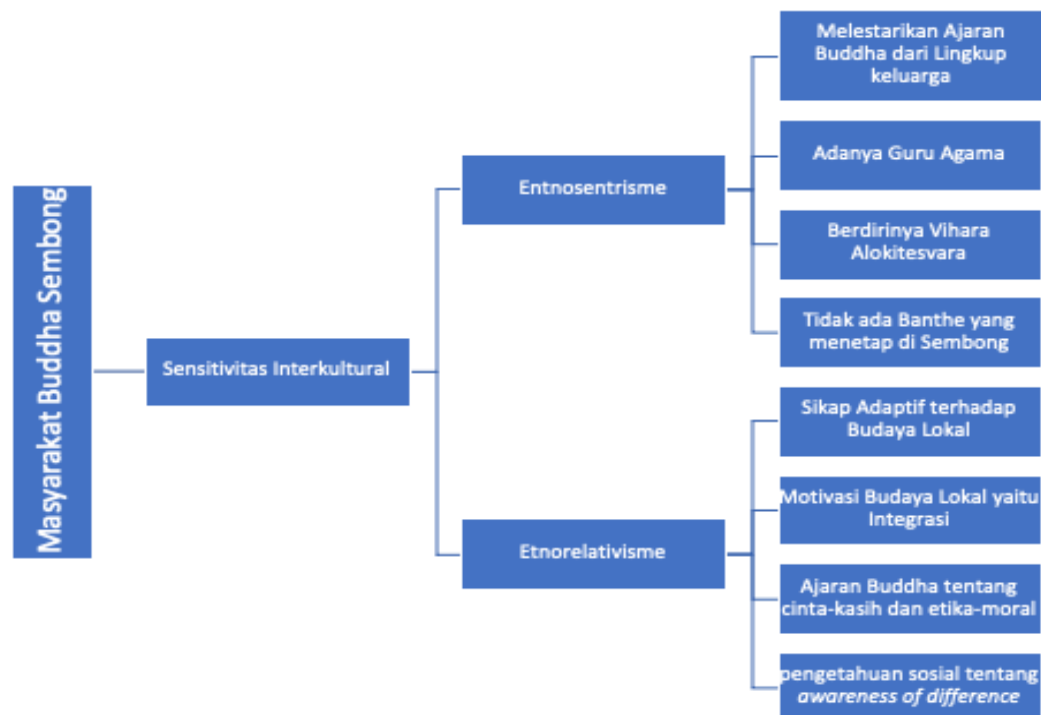 Masyarakat Buddha Sembong
Sensitivitas Interkultural
Entnosentrisme
Melestarikan Ajaran
Buddha dari Lingkup
keluarga
Adanya Guru Agama
Berdirinya Vihara
Alokitesvara
Tidak ada Banthe yang
menetap di Sembong
Etnorelativisme
Sikap Adaptif terhadap
Budaya Lokal
Motivasi Budaya Lokal yaitu
Integrasi
Ajaran Buddha tentang
cinta-kasih dan etika-moral
pengetahuan sosial tentang
awareness of difference